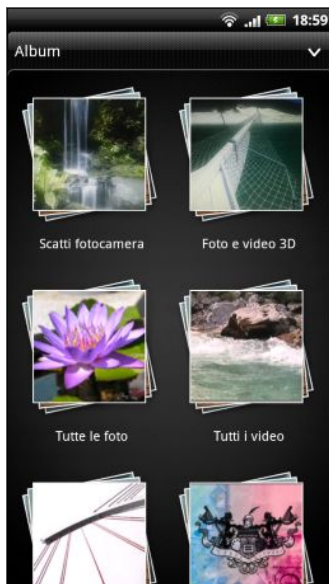 18:59
Album
Scatti fotocamera
Foto e video 3D
Tutte le foto
Tutti i video